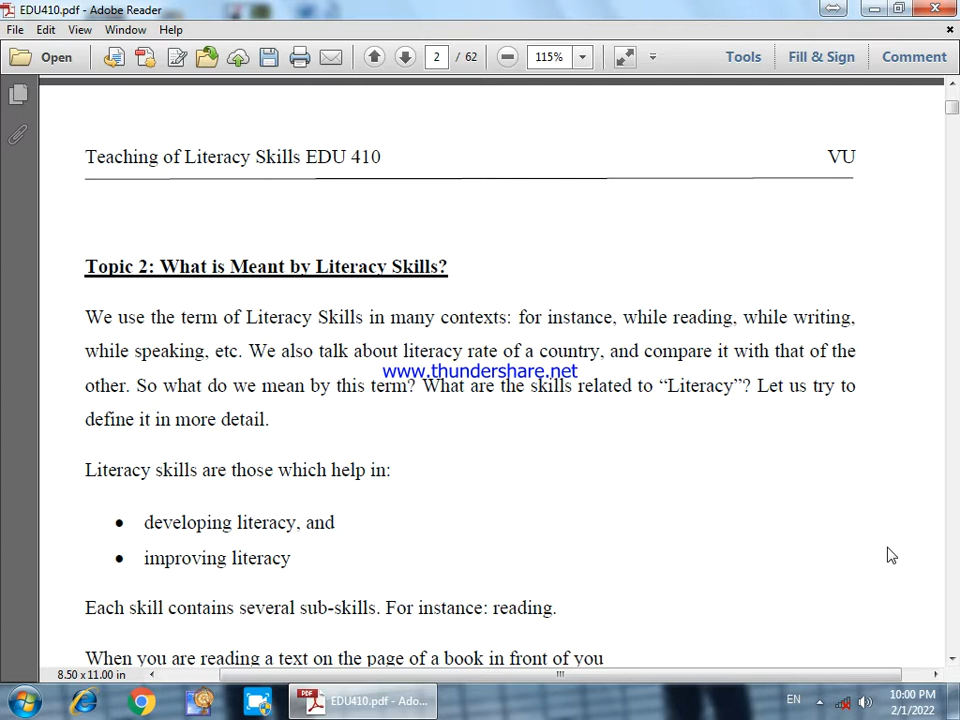 EDU410.pdf - Adobe Reader
File Edit View Window Help
Open 2 / 62 115% Tools Fill & Sign Comment
Teaching of Literacy Skills EDU 410 VU
Topic 2: What is Meant by Literacy Skills?
We use the term of Literacy Skills in many contexts: for instance, while reading, while writing,
while speaking, etc. We also talk about literacy rate of a country, and compare it with that of the
www.thundershare.net
other. So what do we mean by this term? What are the skills related to “Literacy”? Let us try to
define it in more detail.
Literacy skills are those which help in:
• developing literacy, and
• improving literacy
Each skill contains several sub-skills. For instance: reading.
When you are reading a text on the page of a book in front of you
8.50 x 11.00 in
PDF EDU410.pdf - Ado... EN 10:00 PM
2/1/2022